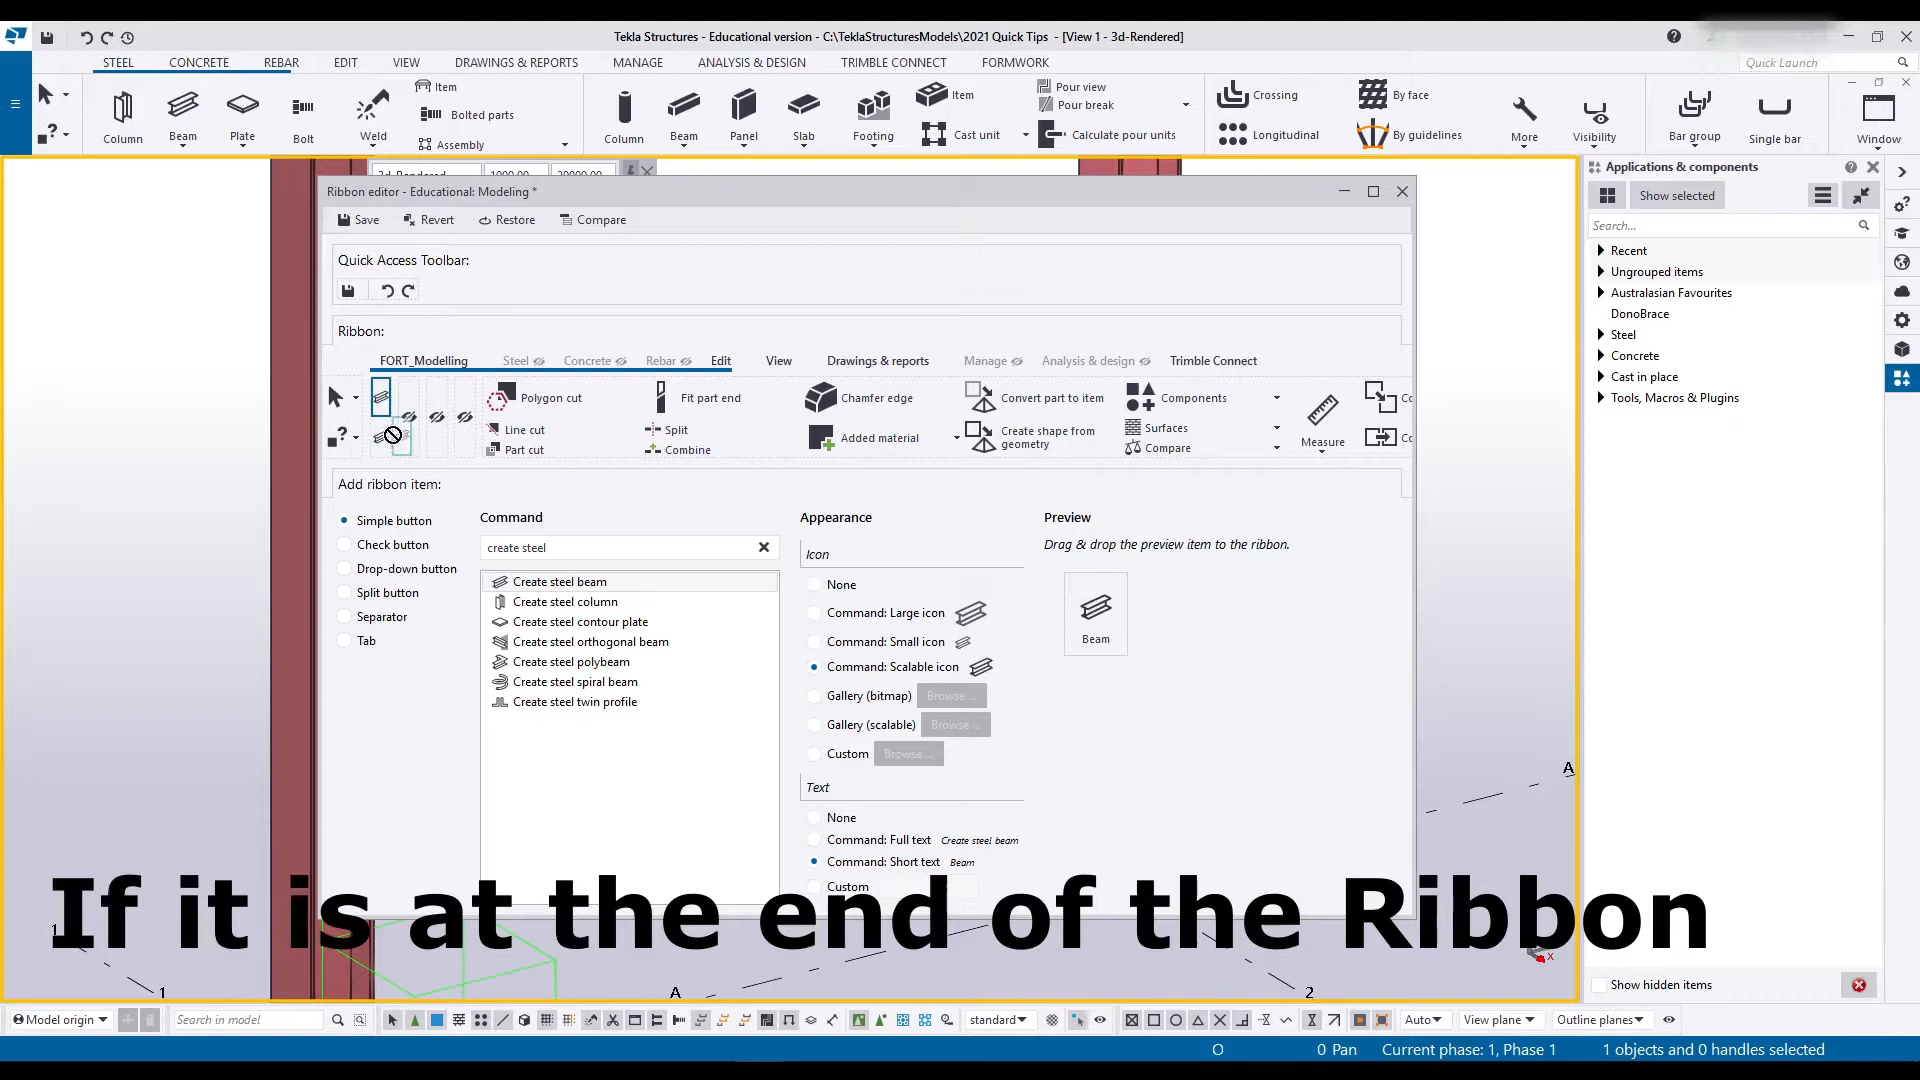 Tekla Structures - Educational version - C:\TeklaStructuresModels\2021 Quick Tips - [View 1 - 3d-Rendered]
STEEL CONCRETE REBAR EDIT VIEW DRAWINGS & REPORTS MANAGE ANALYSIS & DESIGN TRIMBLE CONNECT FORMWORK Quick Launch
Item Item Pour view Crossing By face
Bolted parts Pour break
Column Beam Plate Bolt Weld Assembly Column Beam Panel Slab Footing Cast unit Calculate pour units Longitudinal By guidelines More Visibility Bar group Single bar Window
Applications & components
Ribbon editor - Educational: Modeling *
Show selected
Save Revert Restore Compare
Search...
Quick Access Toolbar:
Recent
Ungrouped items
Australasian Favourites
DonoBrace
Steel
Concrete
Cast in place
Tools, Macros & Plugins
Ribbon:
FORT_Modelling Steel Concrete Rebar Edit View Drawings & reports Manage Analysis & design Trimble Connect
Polygon cut Fit part end Chamfer edge Convert part to item Components
Line cut Split Added material Create shape from geometry Surfaces Measure
Part cut Combine Compare
Add ribbon item:
Simple button
Check button
Drop-down button
Split button
Separator
Tab
Command
create steel
Create steel beam
Create steel column
Create steel contour plate
Create steel orthogonal beam
Create steel polybeam
Create steel spiral beam
Create steel twin profile
Appearance
Icon
None
Command: Large icon
Command: Small icon
Command: Scalable icon
Gallery (bitmap) Browse ...
Gallery (scalable) Browse ...
Custom Browse ...
Text
None
Command: Full text Create steel beam
Command: Short text Beam
Custom
Preview
Drag & drop the preview item to the ribbon.
Beam
A
If it is at the end of the Ribbon
1 1 A 2 x
Show hidden items
Model origin Search in model standard Auto View plane Outline planes
O 0 Pan Current phase: 1, Phase 1 1 objects and 0 handles selected